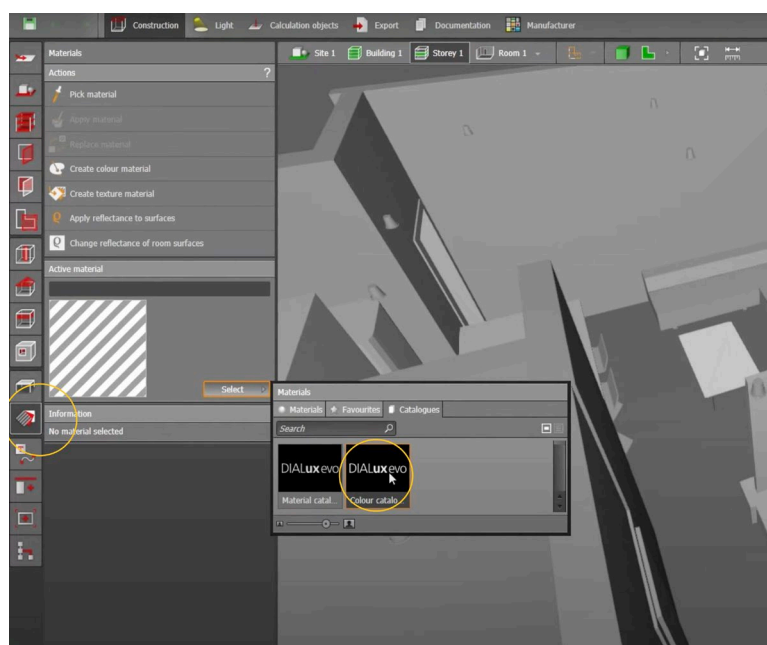 Construction
Light
Calculation objects
Export
Documentation
Manufacturer
Materials
Site 1
Building 1
Storey 1
Room 1
Actions
?
Pick material
Apply material
Replace material
Create colour material
Create texture material
Apply reflectance to surfaces
Change reflectance of room surfaces
Active material
Select
Information
No material selected
Materials
Materials
Favourites
Catalogues
Search
DIALux evo
DIALux evo
Material catal...
Colour catalo...